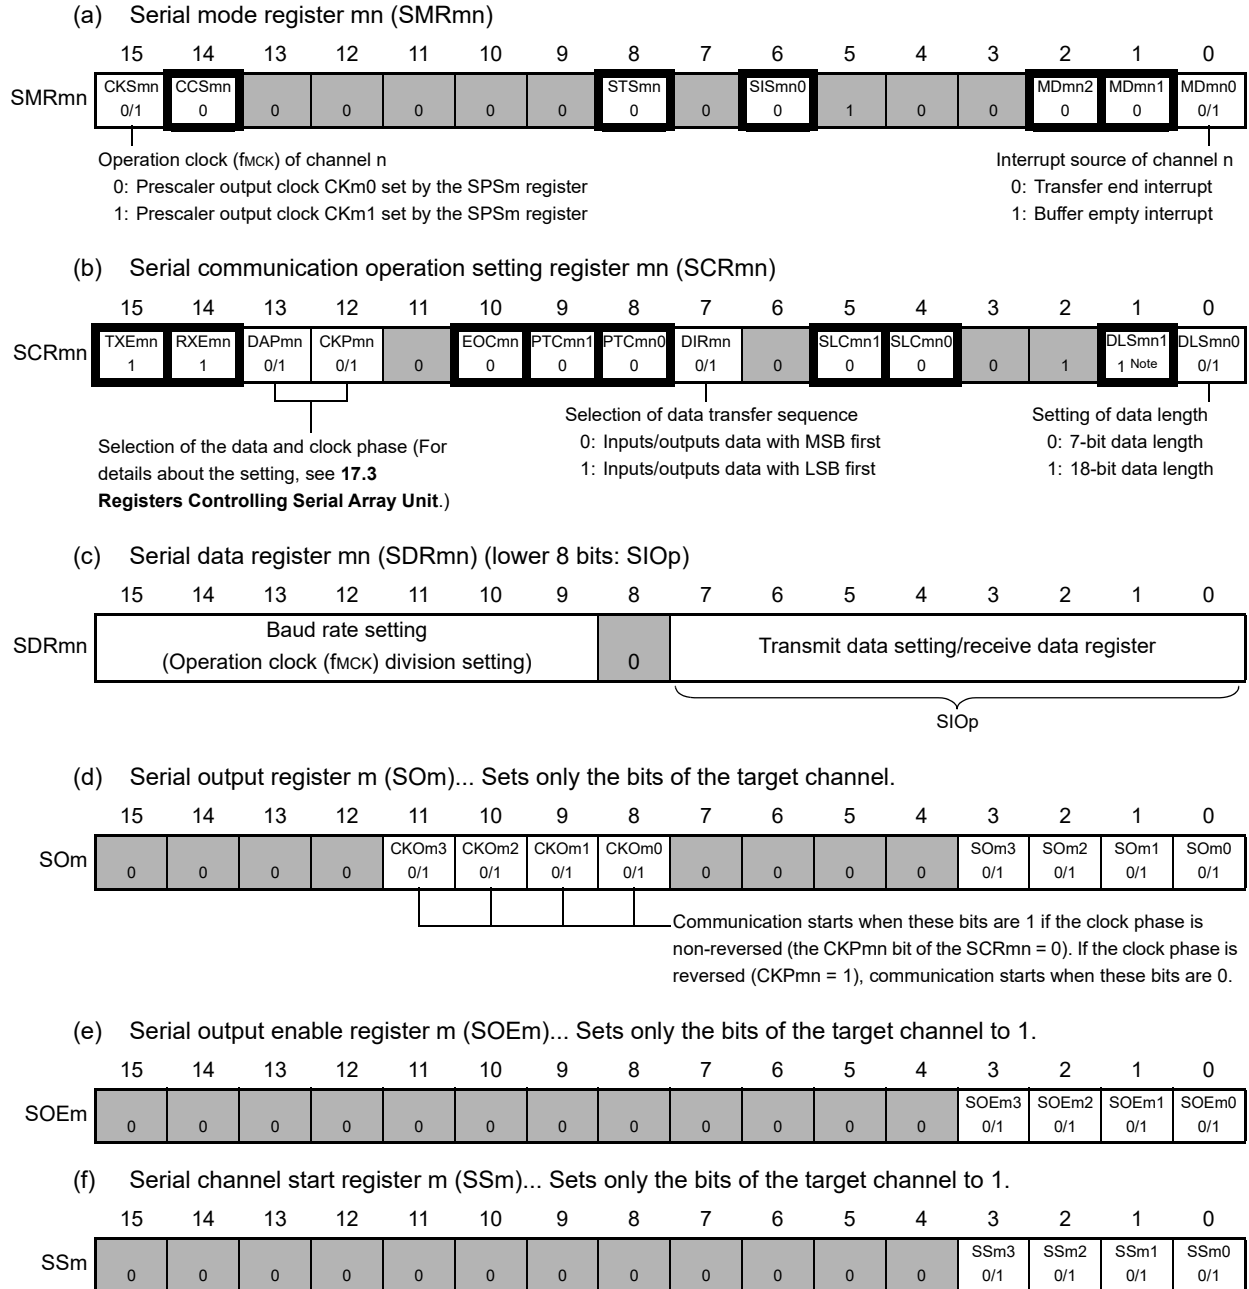 (a) Serial mode register mn (SMRmn)
15 14 13 12 11 10 9 8 7 6 5 4 3 2 1 0
SMRmn
CKSmn CCSmn STSmn SISmn0 MDmn2 MDmn1 MDmn0
0/1 0 0 0 0 0 0 0 0 0 1 0 0 0 0 0/1
Operation clock (fMCK) of channel n
0: Prescaler output clock CKm0 set by the SPSm register
1: Prescaler output clock CKm1 set by the SPSm register
Interrupt source of channel n
0: Transfer end interrupt
1: Buffer empty interrupt
(b) Serial communication operation setting register mn (SCRmn)
15 14 13 12 11 10 9 8 7 6 5 4 3 2 1 0
SCRmn
TXEmn RXEmn DAPmn CKPmn EOCmn PTCmn1 PTCmn0 DIRmn SLCmn1 SLCmn0 DLSmn1 DLSmn0
1 1 0/1 0/1 0 0 0 0 0/1 0 0 0 0 1 1 Note 0/1
Selection of the data and clock phase (For
details about the setting, see 17.3
Registers Controlling Serial Array Unit.)
Selection of data transfer sequence
0: Inputs/outputs data with MSB first
1: Inputs/outputs data with LSB first
Setting of data length
0: 7-bit data length
1: 18-bit data length
(c) Serial data register mn (SDRmn) (lower 8 bits: SIOp)
15 14 13 12 11 10 9 8 7 6 5 4 3 2 1 0
SDRmn
Baud rate setting
(Operation clock (fMCK) division setting)
0
Transmit data setting/receive data register
SIOp
(d) Serial output register m (SOm)... Sets only the bits of the target channel.
15 14 13 12 11 10 9 8 7 6 5 4 3 2 1 0
SOm
CKOm3 CKOm2 CKOm1 CKOm0 SOm3 SOm2 SOm1 SOm0
0 0 0 0 0/1 0/1 0/1 0/1 0 0 0 0 0/1 0/1 0/1 0/1
Communication starts when these bits are 1 if the clock phase is
non-reversed (the CKPmn bit of the SCRmn = 0). If the clock phase is
reversed (CKPmn = 1), communication starts when these bits are 0.
(e) Serial output enable register m (SOEm)... Sets only the bits of the target channel to 1.
15 14 13 12 11 10 9 8 7 6 5 4 3 2 1 0
SOEm
SOEm3 SOEm2 SOEm1 SOEm0
0 0 0 0 0 0 0 0 0 0 0 0 0/1 0/1 0/1 0/1
(f) Serial channel start register m (SSm)... Sets only the bits of the target channel to 1.
15 14 13 12 11 10 9 8 7 6 5 4 3 2 1 0
SSm
SSm3 SSm2 SSm1 SSm0
0 0 0 0 0 0 0 0 0 0 0 0 0/1 0/1 0/1 0/1